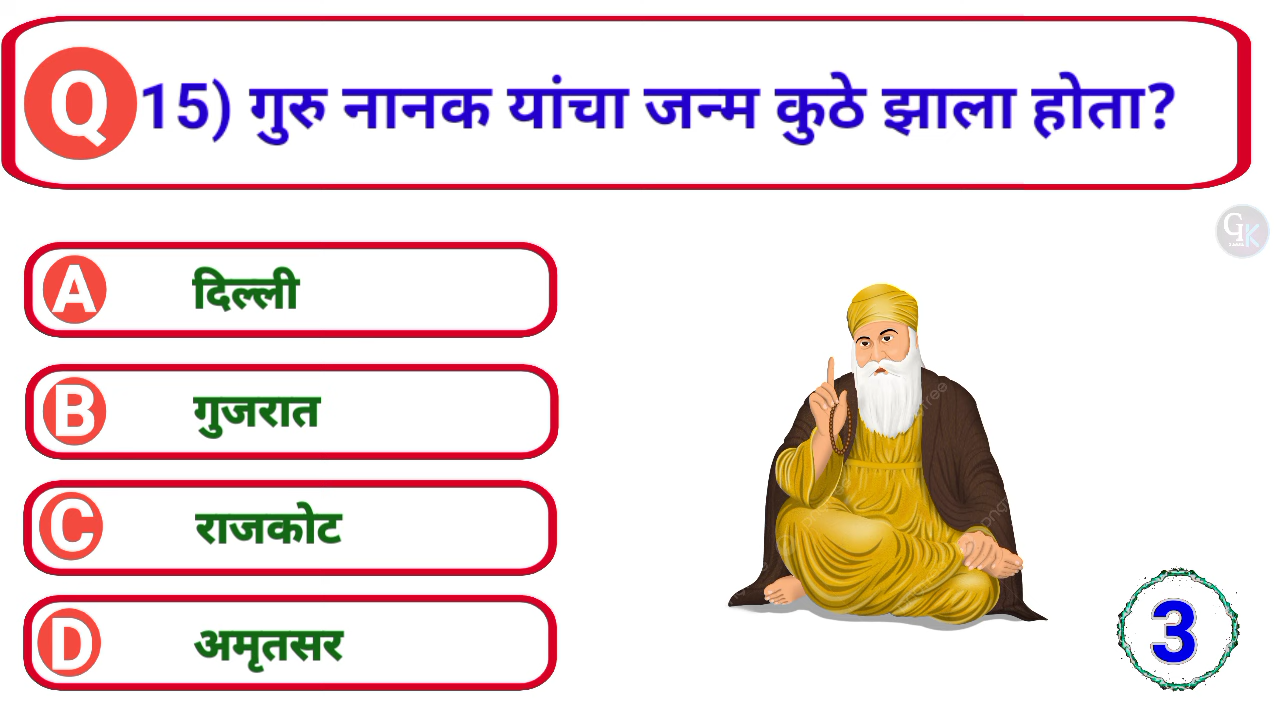 Q 15) गुरु नानक यांचा जन्म कुठे झाला होता?
A दिल्ली
B गुजरात
C राजकोट
D अमृतसर
3